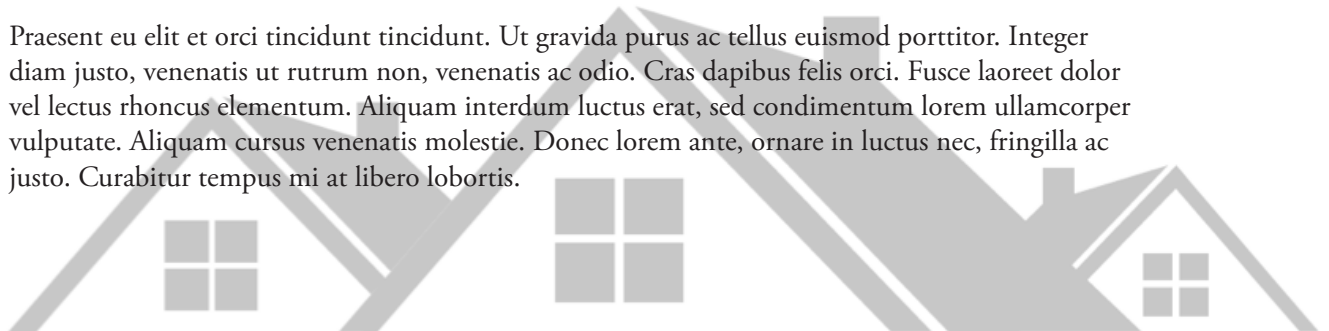 Praesent eu elit et orci tincidunt tincidunt. Ut gravida purus ac tellus euismod porttitor. Integer
diam justo, venenatis ut rutrum non, venenatis ac odio. Cras dapibus felis orci. Fusce laoreet dolor
vel lectus rhoncus elementum. Aliquam interdum luctus erat, sed condimentum lorem ullamcorper
vulputate. Aliquam cursus venenatis molestie. Donec lorem ante, ornare in luctus nec, fringilla ac
justo. Curabitur tempus mi at libero lobortis.